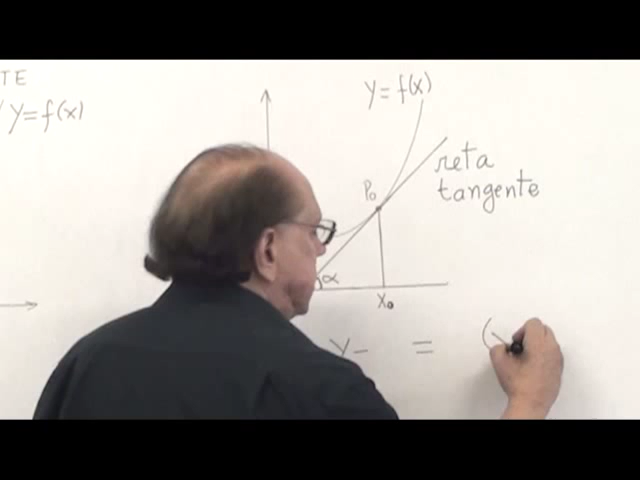 TE
y=f(x)
y=f(x)
P₀
reta
tangente
α
x₀
y- = (